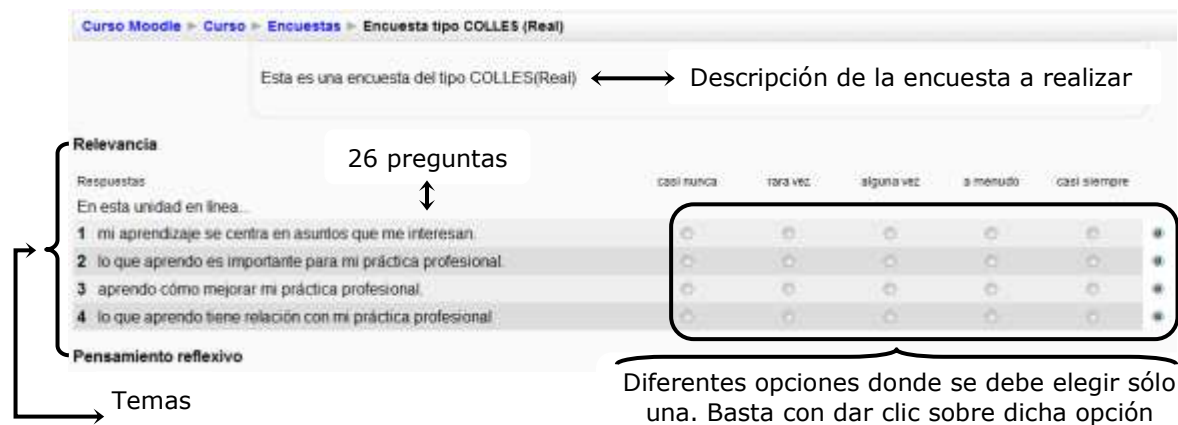 Curso Moodle ► Curso ► Encuestas ► Encuesta tipo COLLES (Real)
Esta es una encuesta del tipo COLLES(Real)
Descripción de la encuesta a realizar
Relevancia
26 preguntas
Respuestas casi nunca rara vez alguna vez a menudo casi siempre
En esta unidad en línea...
1 mi aprendizaje se centra en asuntos que me interesan.
2 lo que aprendo es importante para mi práctica profesional.
3 aprendo cómo mejorar mi práctica profesional.
4 lo que aprendo tiene relación con mi práctica profesional.
Pensamiento reflexivo
Temas
Diferentes opciones donde se debe elegir sólo
una. Basta con dar clic sobre dicha opción